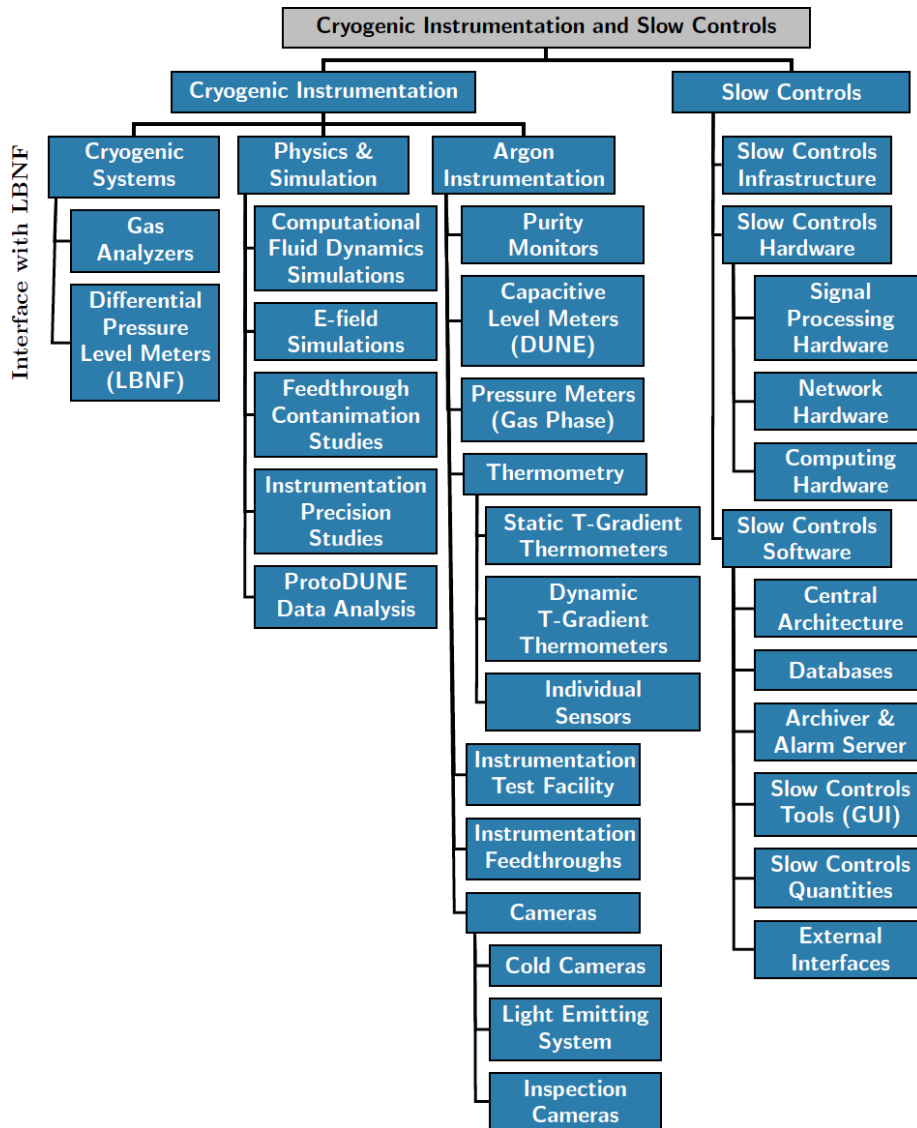 Cryogenic Instrumentation and Slow Controls
Cryogenic Instrumentation
Slow Controls
Interface with LBNF
Cryogenic
Systems
Gas
Analyzers
Differential
Pressure
Level Meters
(LBNF)
Physics &
Simulation
Computational
Fluid Dynamics
Simulations
E-field
Simulations
Feedthrough
Contanimation
Studies
Instrumentation
Precision
Studies
ProtoDUNE
Data Analysis
Argon
Instrumentation
Purity
Monitors
Capacitive
Level Meters
(DUNE)
Pressure Meters
(Gas Phase)
Thermometry
Static T-Gradient
Thermometers
Dynamic
T-Gradient
Thermometers
Individual
Sensors
Instrumentation
Test Facility
Instrumentation
Feedthroughs
Cameras
Cold Cameras
Light Emitting
System
Inspection
Cameras
Slow Controls
Infrastructure
Slow Controls
Hardware
Signal
Processing
Hardware
Network
Hardware
Computing
Hardware
Slow Controls
Software
Central
Architecture
Databases
Archiver &
Alarm Server
Slow Controls
Tools (GUI)
Slow Controls
Quantities
External
Interfaces